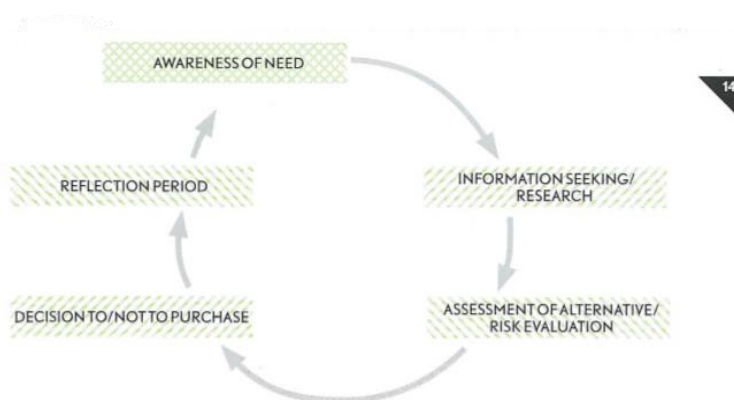 AWARENESS OF NEED
14
INFORMATION SEEKING/
RESEARCH
ASSESSMENT OF ALTERNATIVE/
RISK EVALUATION
DECISION TO/NOT TO PURCHASE
REFLECTION PERIOD